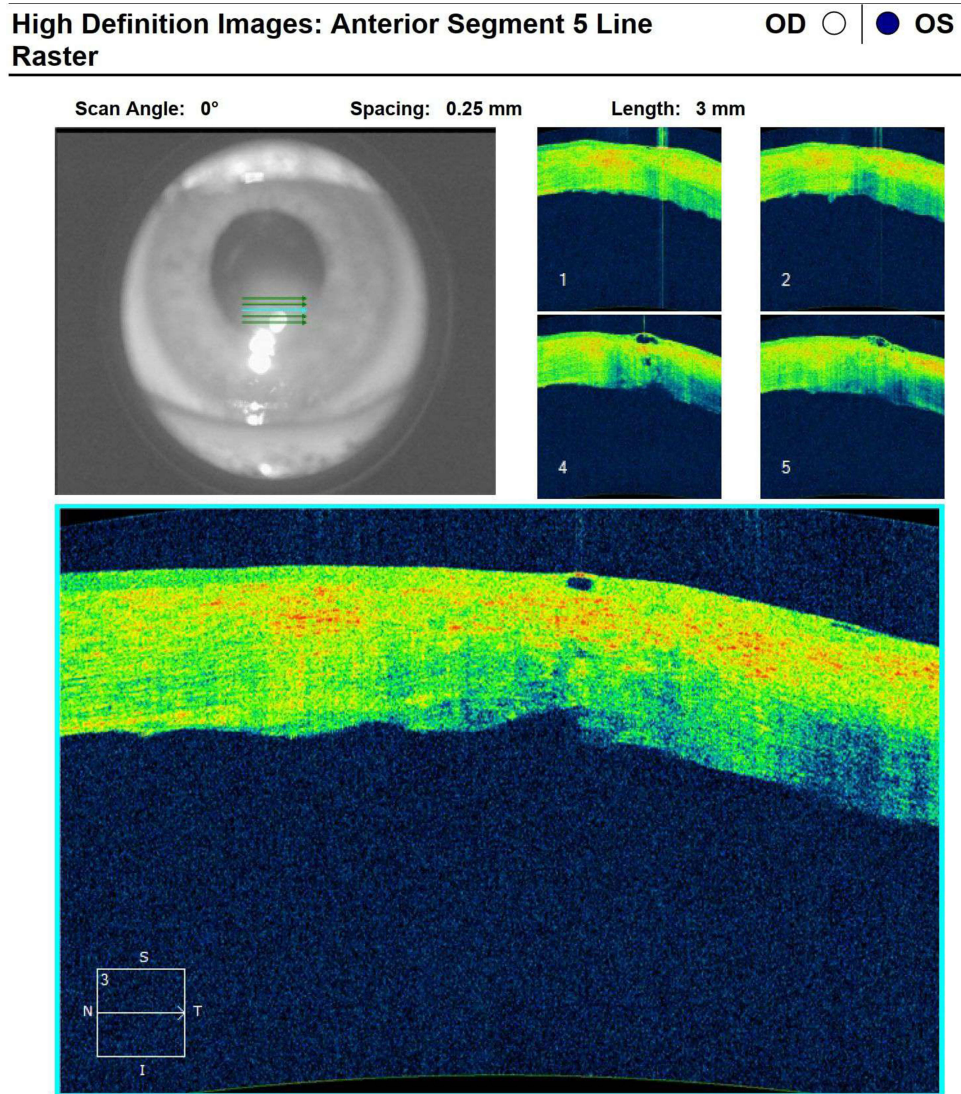 High Definition Images: Anterior Segment 5 Line Raster
OD OS
Scan Angle: 0° Spacing: 0.25 mm Length: 3 mm
1 2
4 5
3
S
N T
I